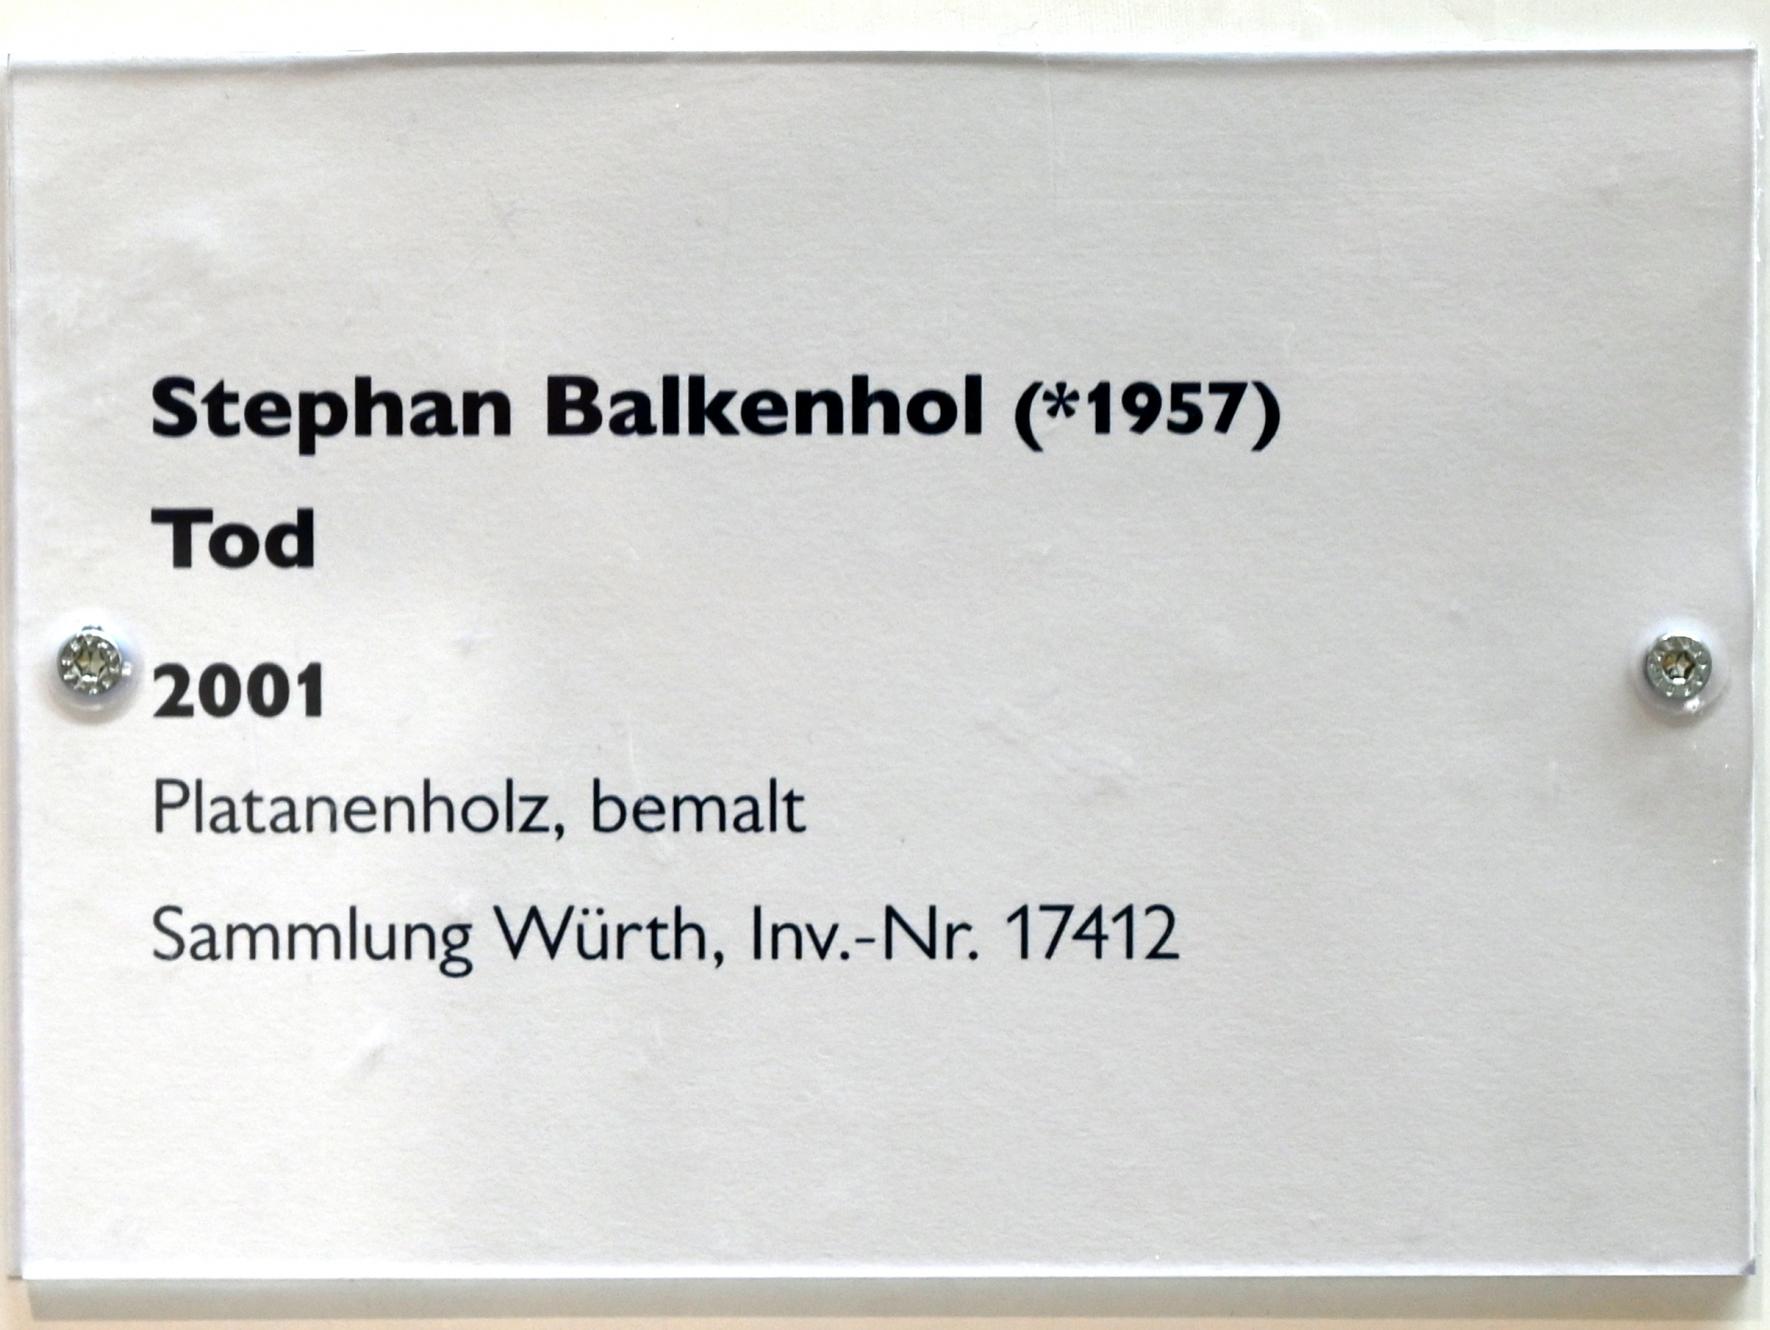 Stephan Balkenhol (*1957)
Tod
2001
Platanenholz, bemalt
Sammlung Würth, Inv.-Nr. 17412